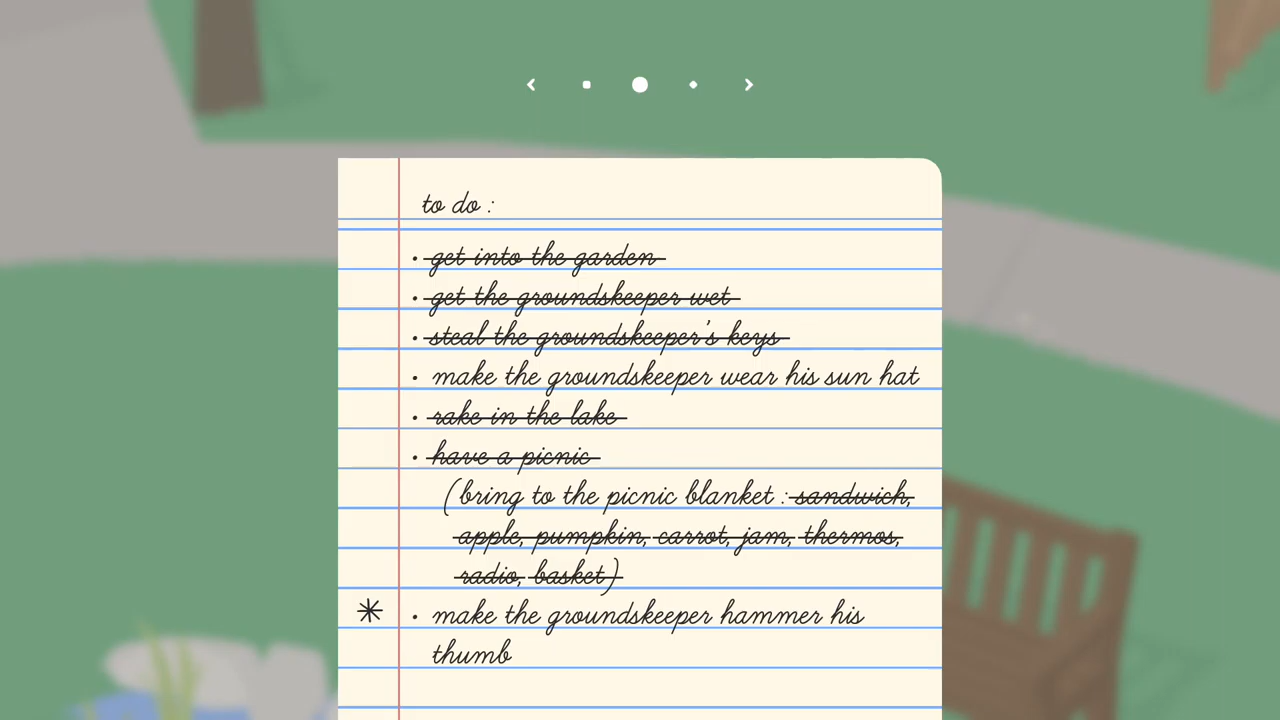 to do :
• get into the garden
• get the groundskeeper wet
• steal the groundskeeper's keys
• make the groundskeeper wear his sun hat
• rake in the lake
• have a picnic
(bring to the picnic blanket : sandwich,
apple, pumpkin, carrot, jam, thermos,
radio, basket)
* • make the groundskeeper hammer his
thumb